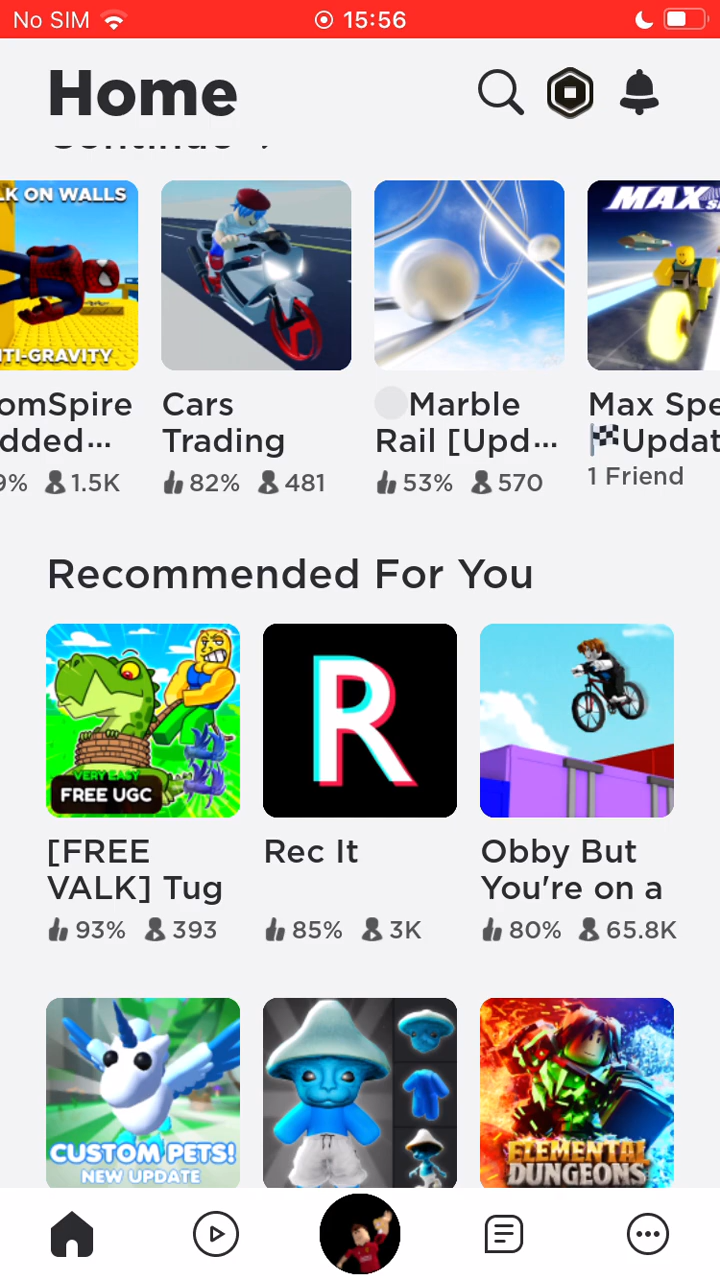 No SIM 15:56
Home
Continue
LK ON WALLS
TI-GRAVITY
MAX
omSpire
dded...
Cars
Trading
Marble
Rail [Upd...
Max Spe
Updat
9% 1.5K
82% 481
53% 570
1 Friend
Recommended For You
VERY EASY
FREE UGC
R
[FREE
VALK] Tug
Rec It
Obby But
You're on a
93% 393
85% 3K
80% 65.8K
CUSTOM PETS!
NEW UPDATE
ELEMENTAL
DUNGEONS